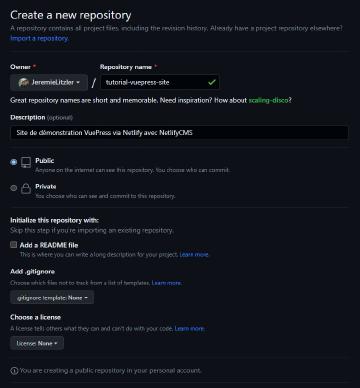 Create a new repository
A repository contains all project files, including the revision history. Already have a project repository elsewhere?
Import a repository.
Owner * Repository name *
JeremieLitzler / tutorial-vuepress-site
Great repository names are short and memorable. Need inspiration? How about scaling-disco?
Description (optional)
Site de démonstration VuePress via Netlify avec NetlifyCMS
Public
Anyone on the internet can see this repository. You choose who can commit.
Private
You choose who can see and commit to this repository.
Initialize this repository with:
Skip this step if you're importing an existing repository.
Add a README file
This is where you can write a long description for your project. Learn more.
Add .gitignore
Choose which files not to track from a list of templates. Learn more.
.gitignore template: None
Choose a license
A license tells others what they can and can't do with your code. Learn more.
License: None
You are creating a public repository in your personal account.